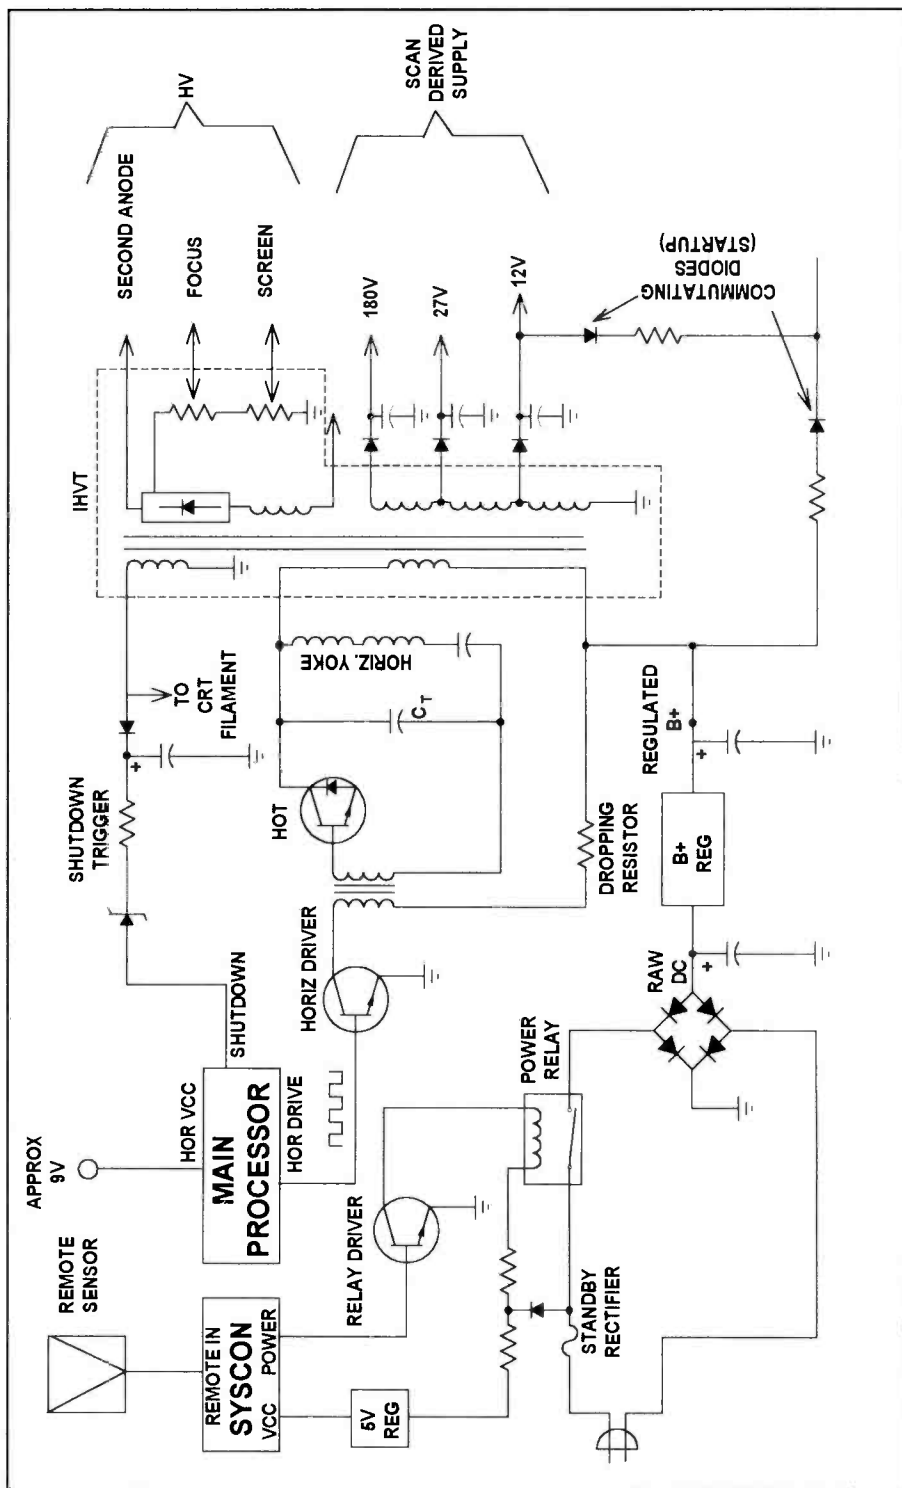 REMOTE
SENSOR
APPROX
9V
REMOTE IN
SYSCON
VCC
POWER
5V
REG
HOR VCC
MAIN
PROCESSOR
HOR DRIVE
SHUTDOWN
SHUTDOWN
TRIGGER
TO
CRT
FILAMENT
RELAY DRIVER
HORIZ DRIVER
HOT
C T
HORIZ. YOKE
IHVT
SECOND ANODE
FOCUS
SCREEN
HV
180V
27V
12V
SCAN
DERIVED
SUPPLY
STANDBY
RECTIFIER
POWER
RELAY
RAW
DC
+
B+
REG
DROPPING
RESISTOR
REGULATED
B+
+
+
COMMUTATING
DIODES
(STARTUP)